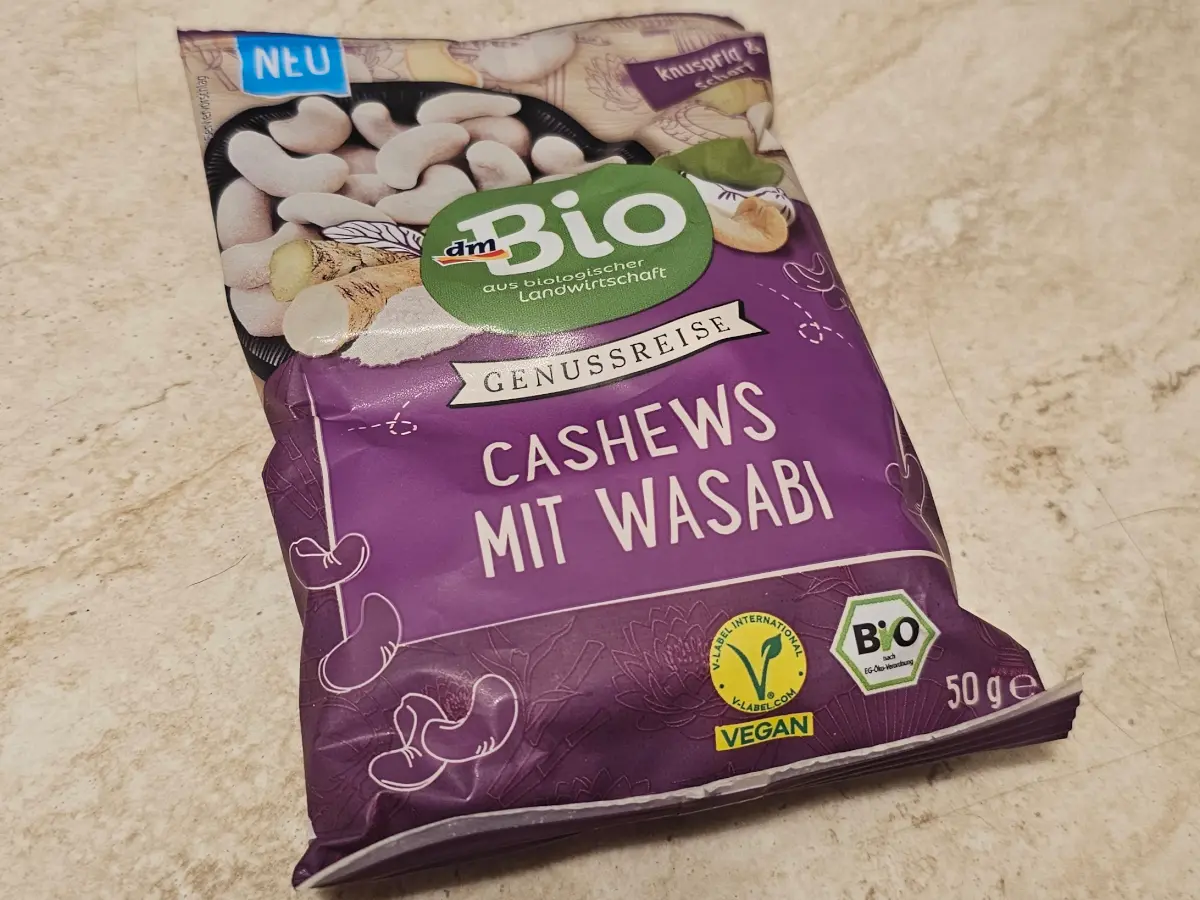 NEU
knusprig &
scharf
Serviervorschlag
dm
Bio
aus biologischer
Landwirtschaft
GENUSSREISE
CASHEWS
MIT WASABI
V-LABEL INTERNATIONAL
V-LABEL.COM
®
VEGAN
BiO
nach
EG-Öko-Verordnung
50 g ℮